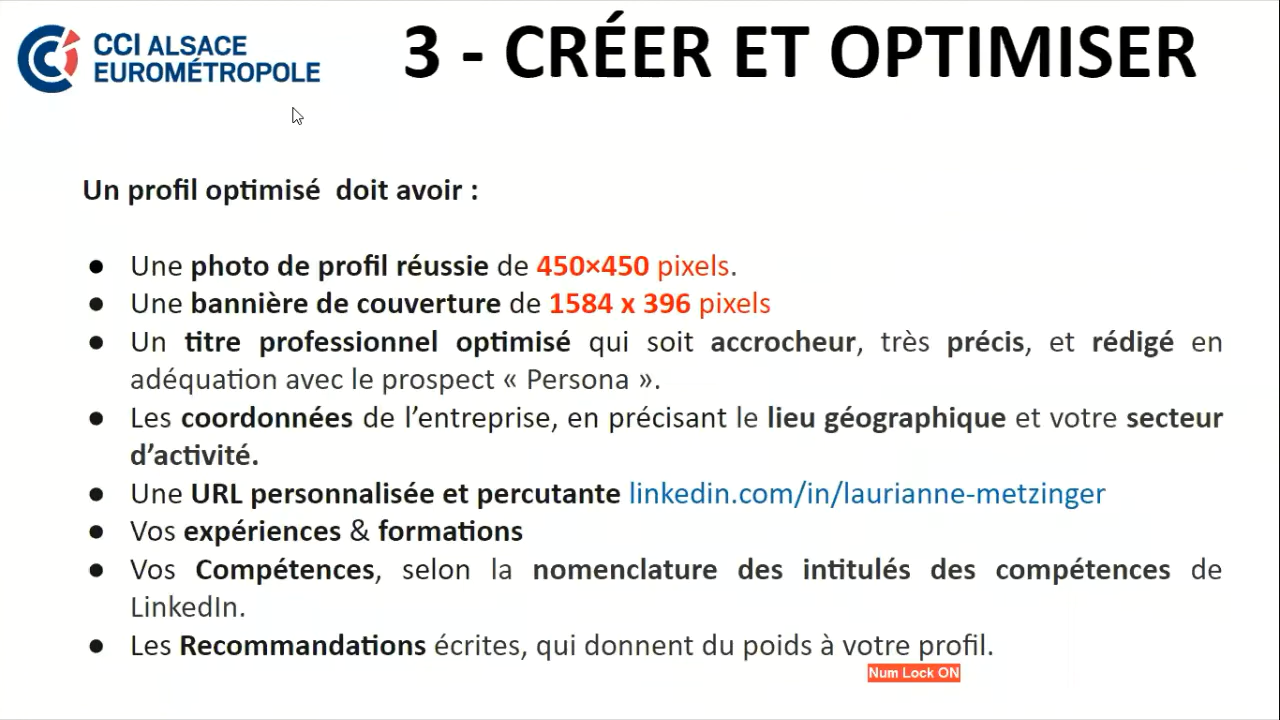 CCI ALSACE
EUROMÉTROPOLE
3 - CRÉER ET OPTIMISER
Un profil optimisé  doit avoir :
● Une photo de profil réussie de 450×450 pixels.
● Une bannière de couverture de 1584 x 396 pixels
● Un titre professionnel optimisé qui soit accrocheur, très précis, et rédigé en
adéquation avec le prospect « Persona ».
● Les coordonnées de l’entreprise, en précisant le lieu géographique et votre secteur
d’activité.
● Une URL personnalisée et percutante linkedin.com/in/laurianne-metzinger
● Vos expériences & formations
● Vos Compétences, selon la nomenclature des intitulés des compétences de
LinkedIn.
● Les Recommandations écrites, qui donnent du poids à votre profil.
Num Lock ON